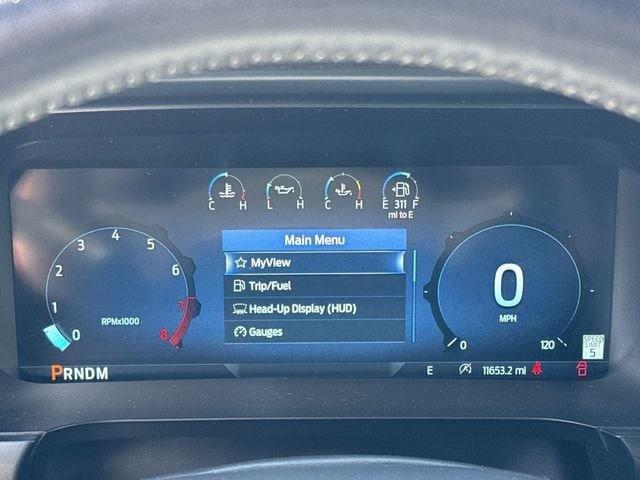 C H L H C H E 311 F
mi to E
Main Menu
MyView
Trip/Fuel
Head-Up Display (HUD)
Gauges
0 1 2 3 4 5 6 7 8
RPMx1000
0
MPH
0 120
SPEED
LIMIT
5
PRNDM
E 11653.2 mi